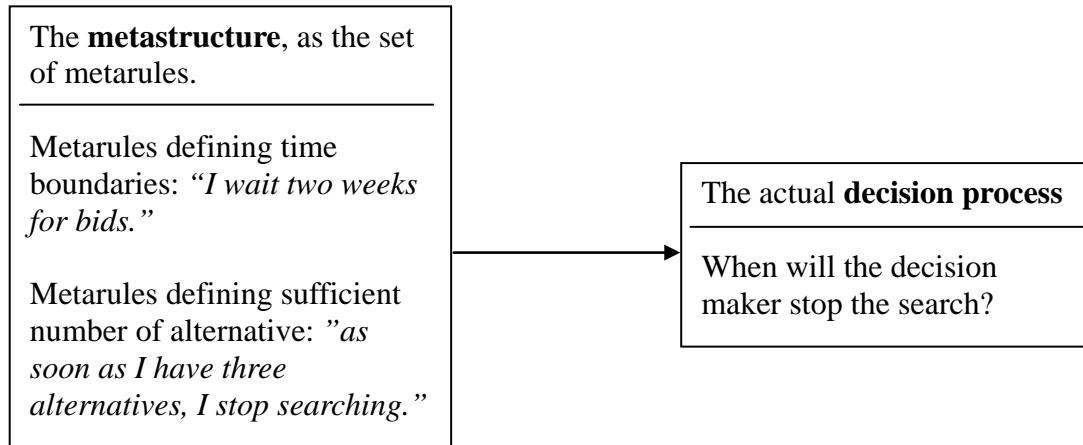 The metastructure, as the set
of metarules.
Metarules defining time
boundaries: “I wait two weeks
for bids.”
Metarules defining sufficient
number of alternative: ”as
soon as I have three
alternatives, I stop searching.”
The actual decision process
When will the decision
maker stop the search?